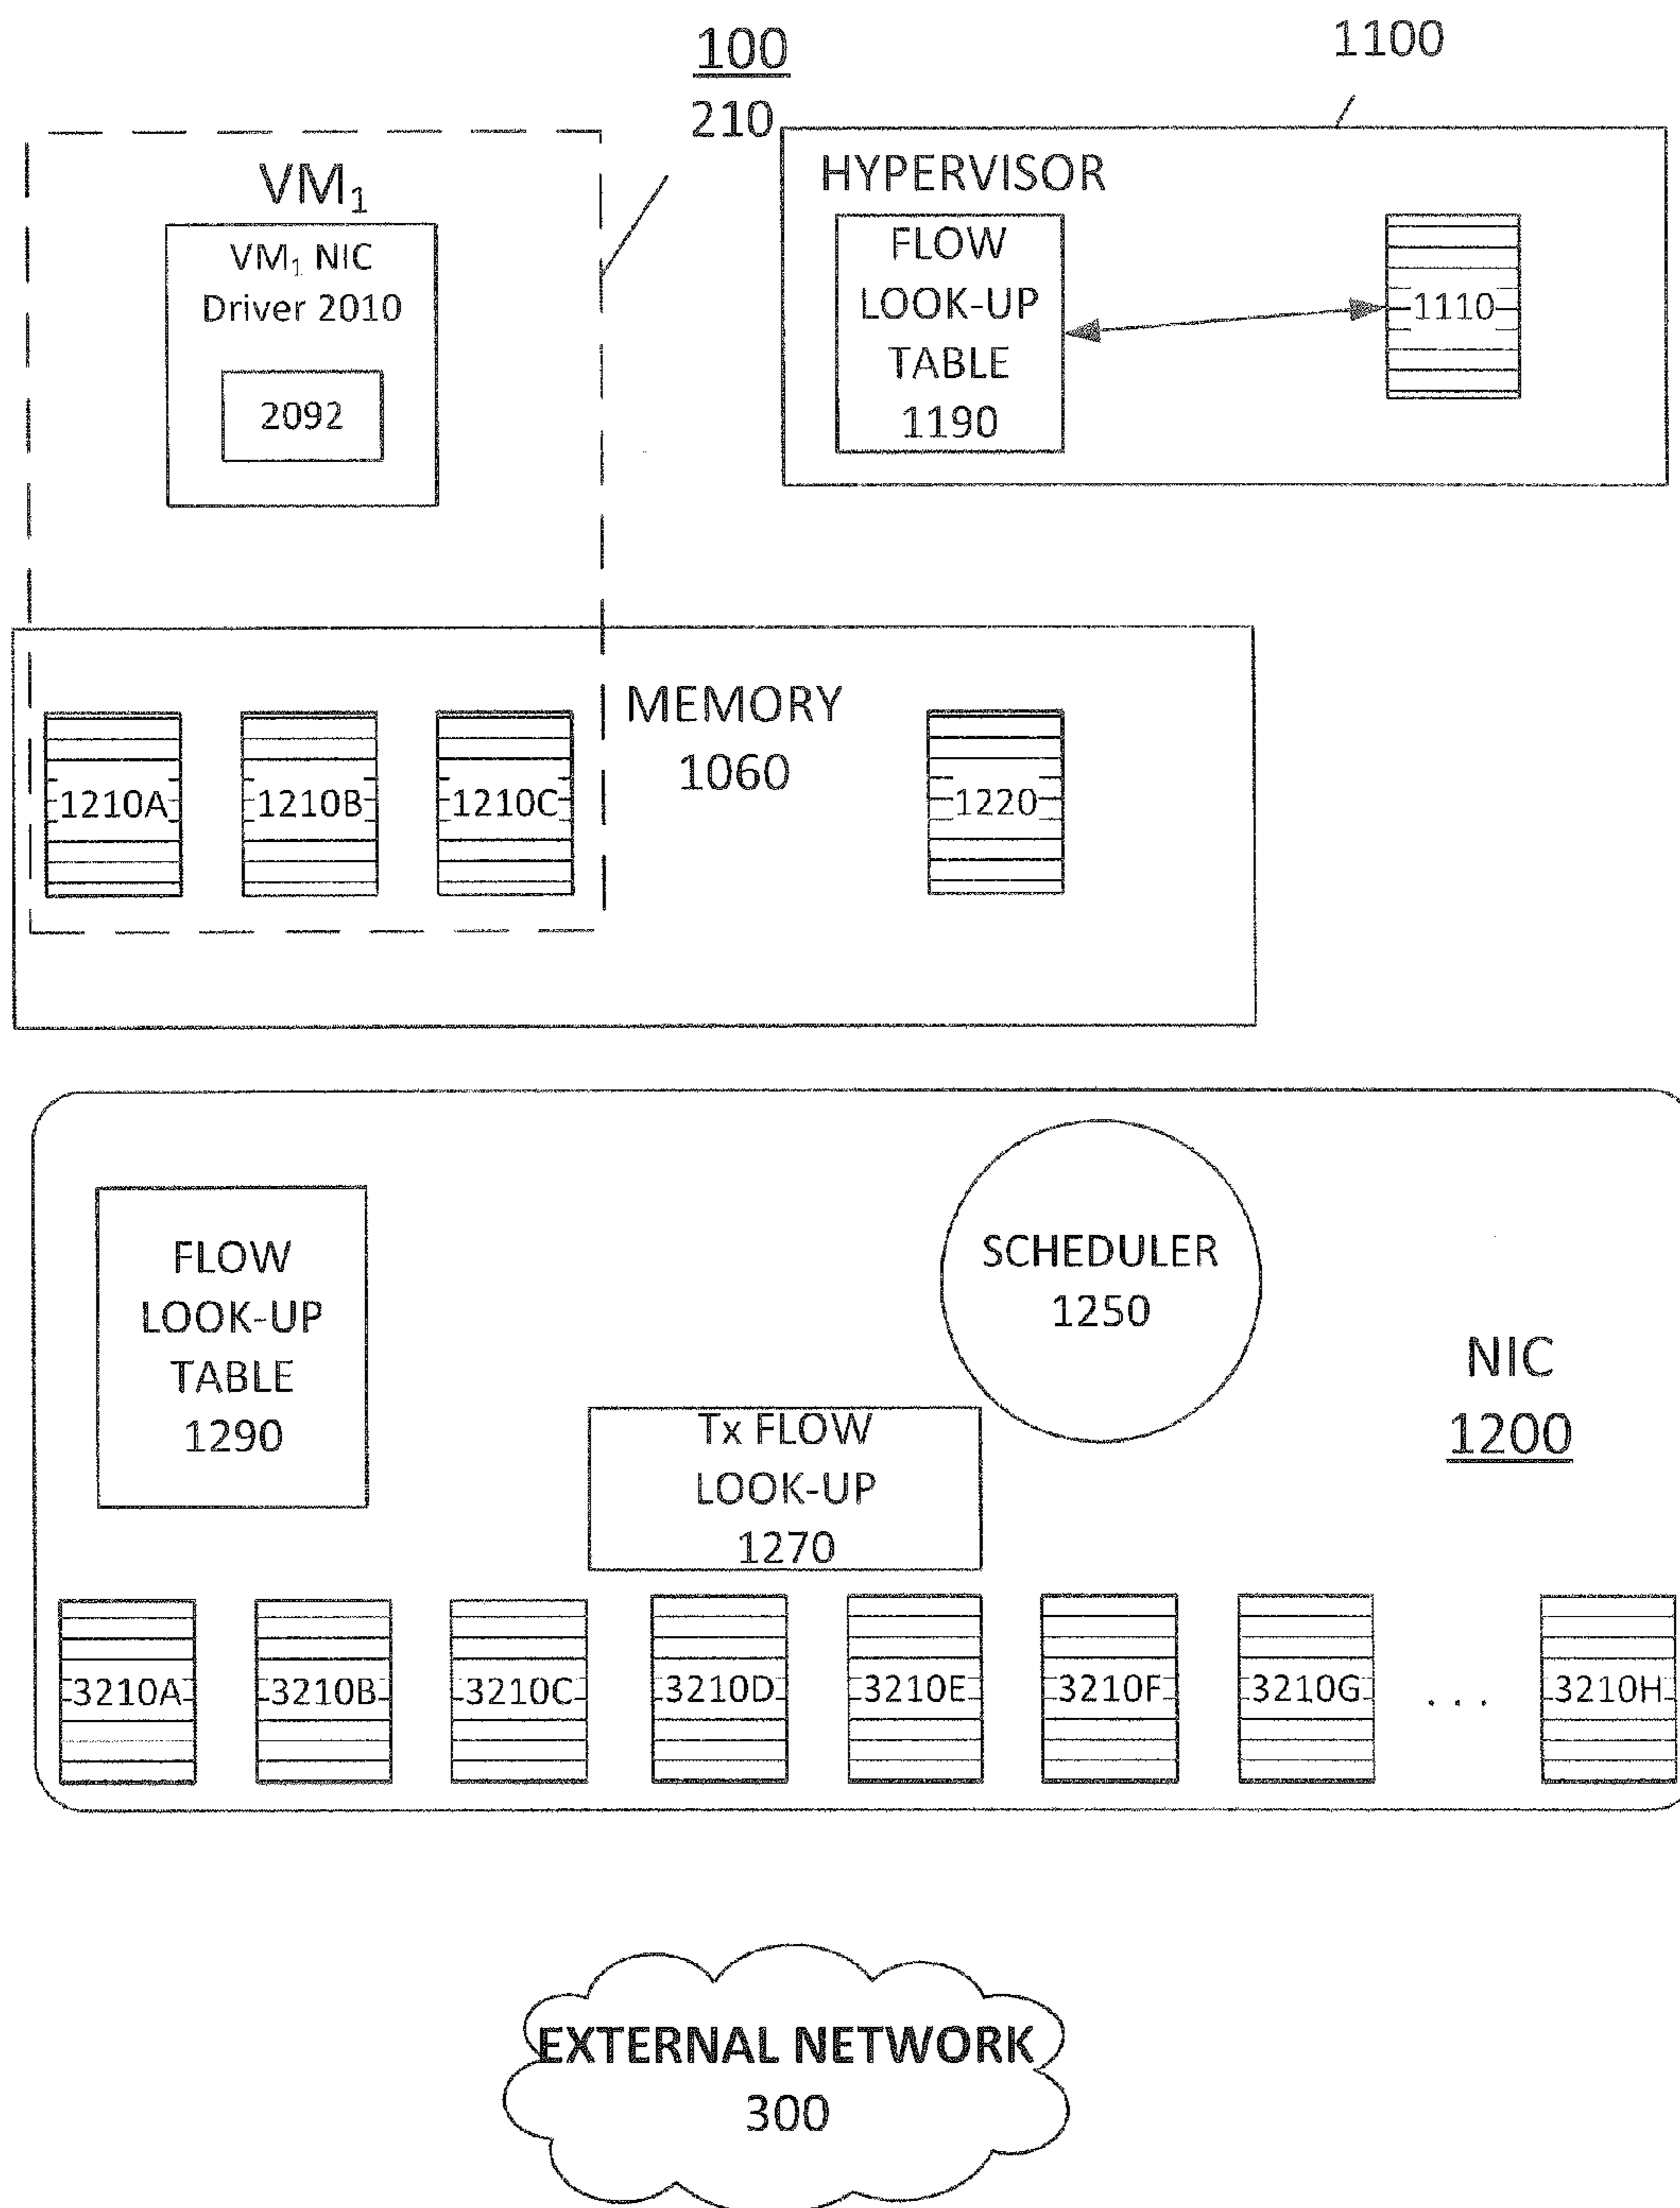 100
210
1100
VM1
VM1 NIC
Driver 2010
2092
HYPERVISOR
FLOW
LOOK-UP
TABLE
1190
1110
MEMORY
1060
1210A
1210B
1210C
1220
FLOW
LOOK-UP
TABLE
1290
SCHEDULER
1250
NIC
1200
Tx FLOW
LOOK-UP
1270
3210A
3210B
3210C
3210D
3210E
3210F
3210G
. . .
3210H
EXTERNAL NETWORK
300